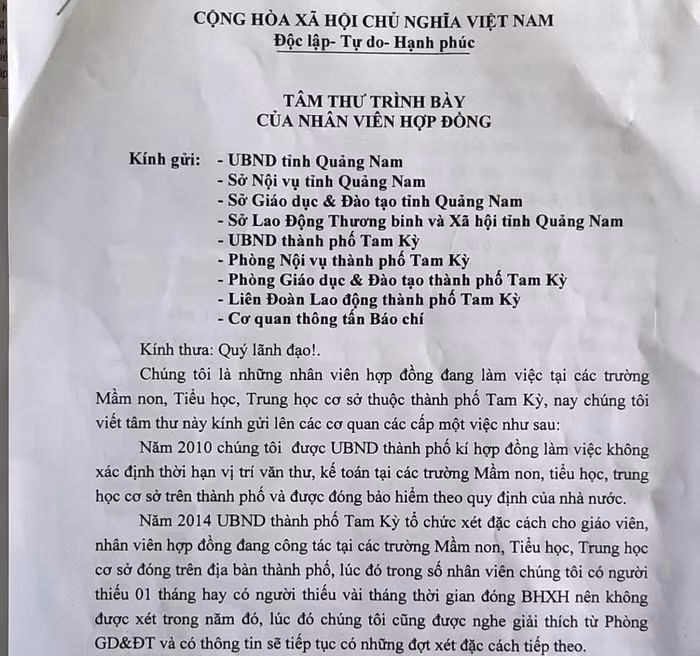 CỘNG HÒA XÃ HỘI CHỦ NGHĨA VIỆT NAM
Độc lập- Tự do- Hạnh phúc
TÂM THƯ TRÌNH BÀY
CỦA NHÂN VIÊN HỢP ĐỒNG
Kính gửi: - UBND tỉnh Quảng Nam
- Sở Nội vụ tỉnh Quảng Nam
- Sở Giáo dục & Đào tạo tỉnh Quảng Nam
- Sở Lao Động Thương binh và Xã hội tỉnh Quảng Nam
- UBND thành phố Tam Kỳ
- Phòng Nội vụ thành phố Tam Kỳ
- Phòng Giáo dục & Đào tạo thành phố Tam Kỳ
- Liên Đoàn Lao động thành phố Tam Kỳ
- Cơ quan thông tấn Báo chí
Kính thưa: Quý lãnh đạo!.
Chúng tôi là những nhân viên hợp đồng đang làm việc tại các trường
Mầm non, Tiểu học, Trung học cơ sở thuộc thành phố Tam Kỳ, nay chúng tôi
viết tâm thư này kính gửi lên các cơ quan các cấp một việc như sau:
Năm 2010 chúng tôi được UBND thành phố kí hợp đồng làm việc không
xác định thời hạn vị trí văn thư, kế toán tại các trường Mầm non, tiểu học, trung
học cơ sở trên thành phố và được đóng bảo hiểm theo quy định của nhà nước.
Năm 2014 UBND thành phố Tam Kỳ tổ chức xét đặc cách cho giáo viên,
nhân viên hợp đồng đang công tác tại các trường Mầm non, Tiểu học, Trung học
cơ sở đóng trên địa bàn thành phố, lúc đó trong số nhân viên chúng tôi có người
thiếu 01 tháng hay có người thiếu vài tháng thời gian đóng BHXH nên không
được xét trong năm đó, lúc đó chúng tôi cũng được nghe giải thích từ Phòng
GD&ĐT và có thông tin sẽ tiếp tục có những đợt xét đặc cách tiếp theo.